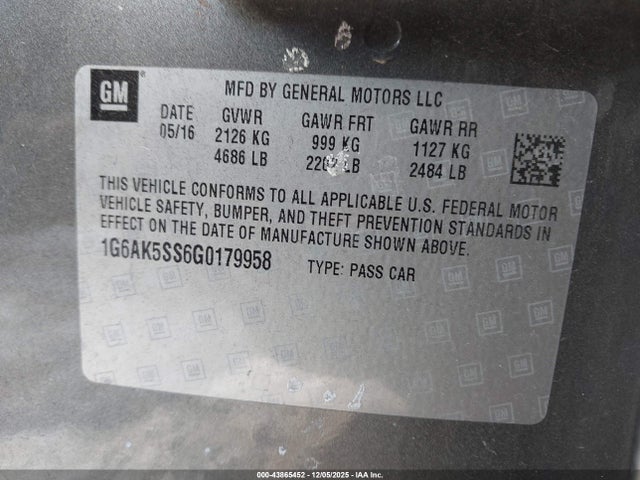 GM
MFD BY GENERAL MOTORS LLC
DATE GVWR GAWR FRT GAWR RR
05/16 2126 KG 999 KG 1127 KG
4686 LB LB 2484 LB
THIS VEHICLE CONFORMS TO ALL APPLICABLE U.S. FEDERAL MOTOR
VEHICLE SAFETY, BUMPER, AND THEFT PREVENTION STANDARDS IN
EFFECT ON THE DATE OF MANUFACTURE SHOWN ABOVE.
1G6AK5SS6G0179958 TYPE: PASS CAR
00-43865452 | 12/05/2025 | IAA Inc.